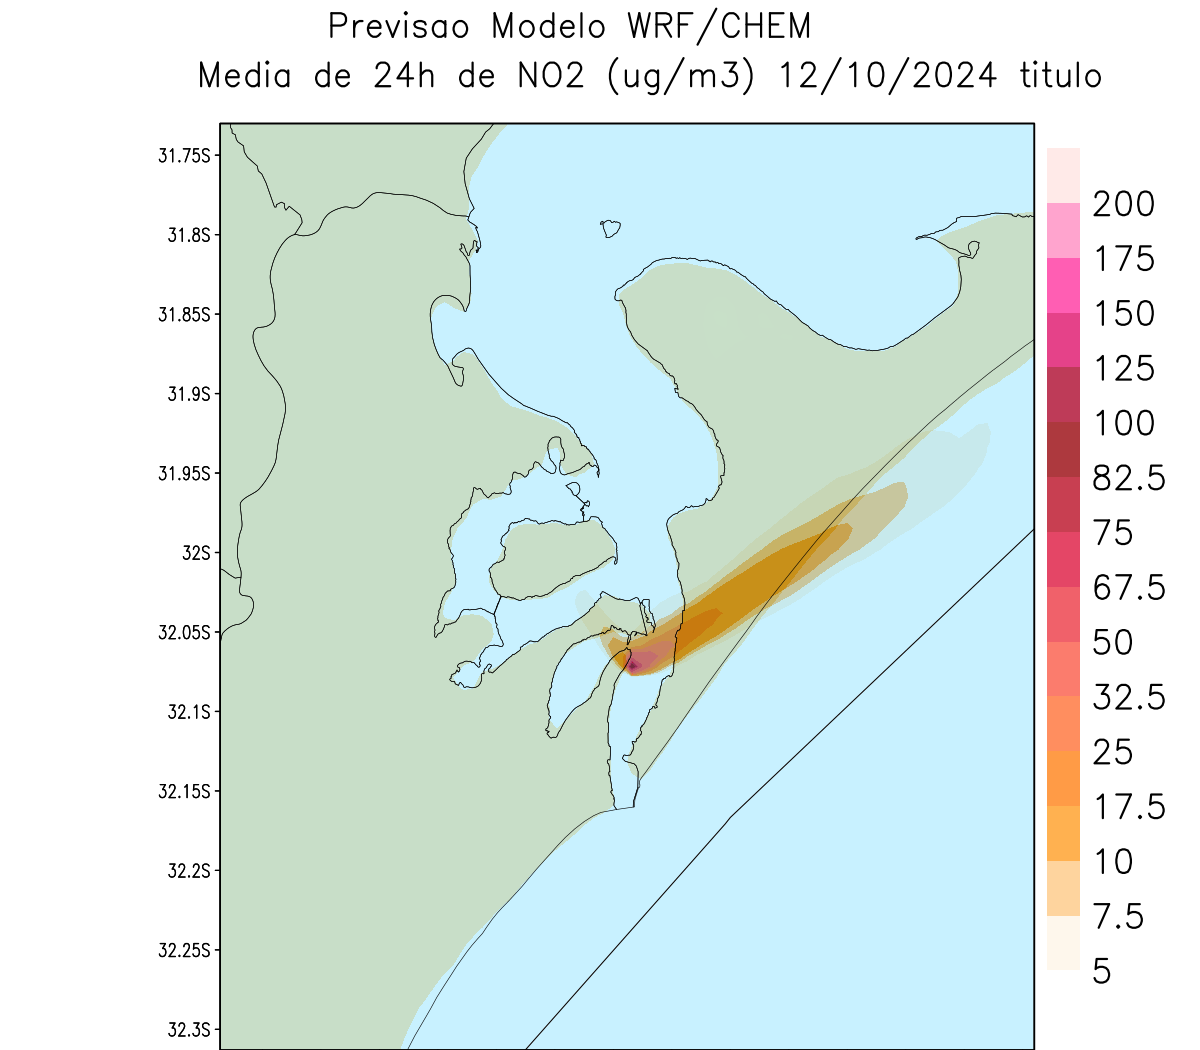 Previsao Modelo WRF/CHEM
Media de 24h de NO2 (ug/m3) 12/10/2024 titulo
31.75S
31.8S
31.85S
31.9S
31.95S
32S
32.05S
32.1S
32.15S
32.2S
32.25S
32.3S
200
175
150
125
100
82.5
75
67.5
50
32.5
25
17.5
10
7.5
5